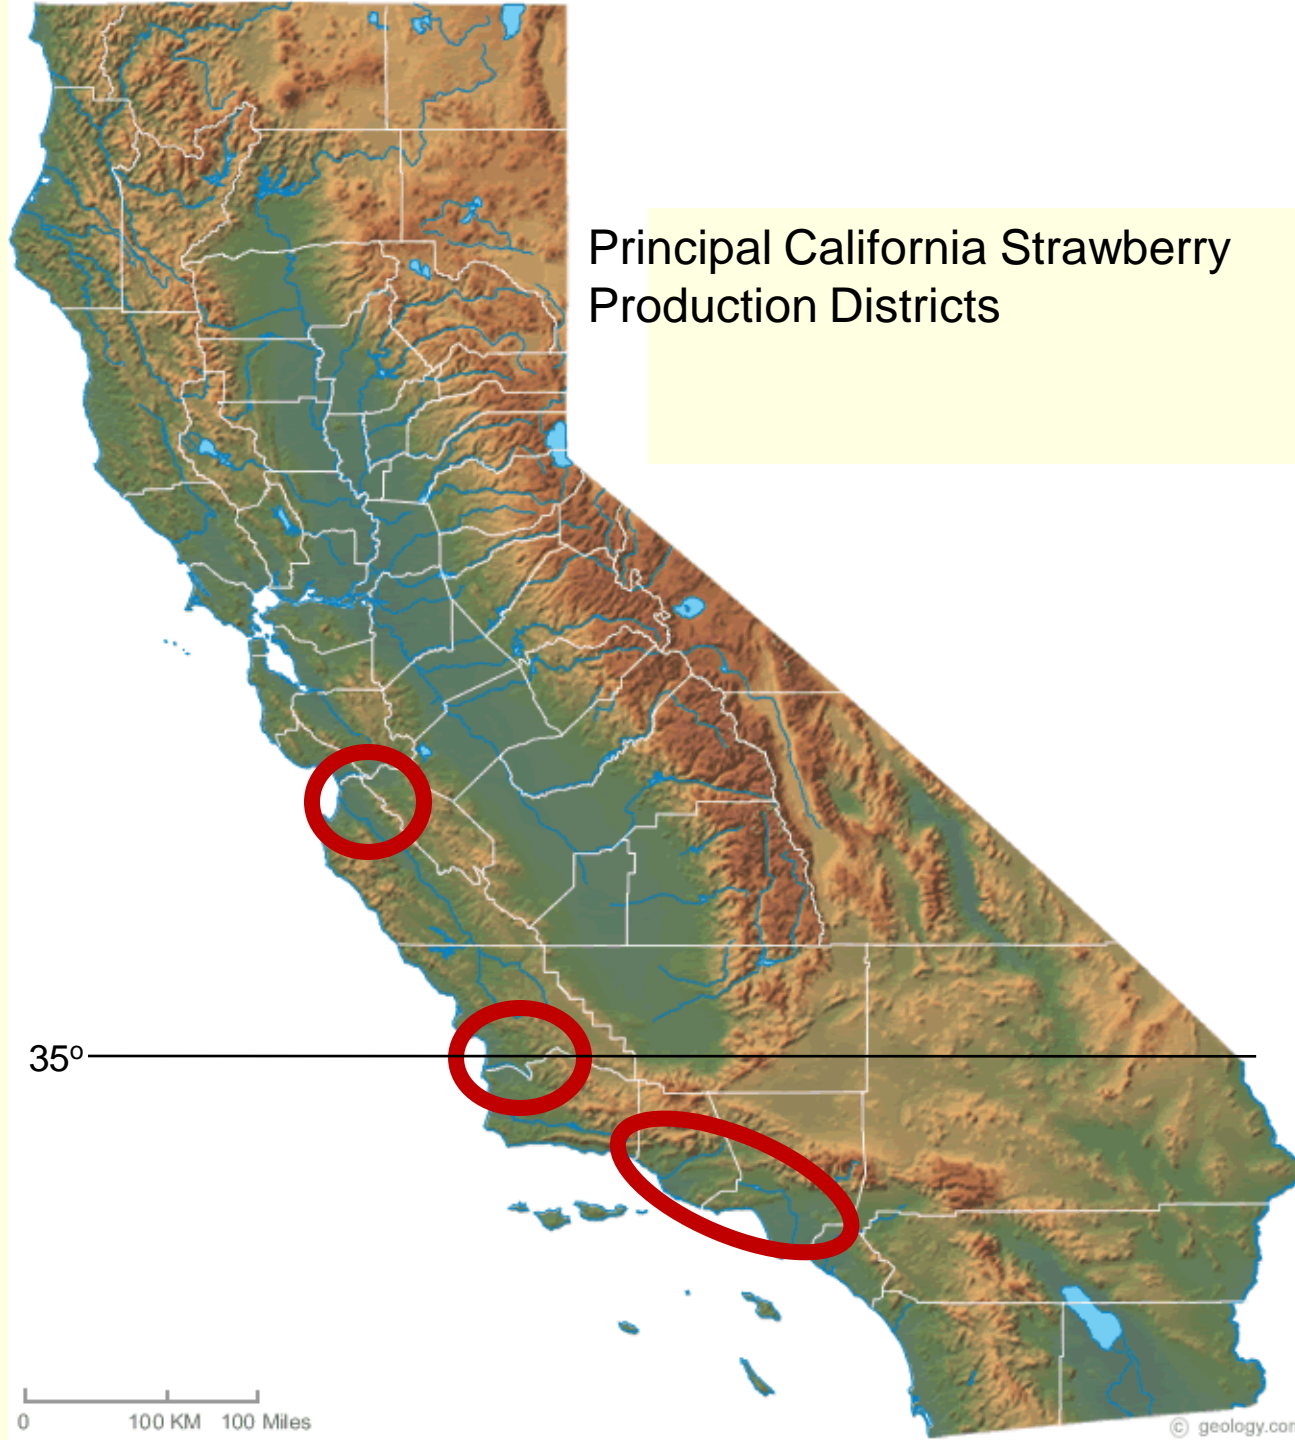 Principal California Strawberry
Production Districts
35º
0 100 KM 100 Miles
© geology.com